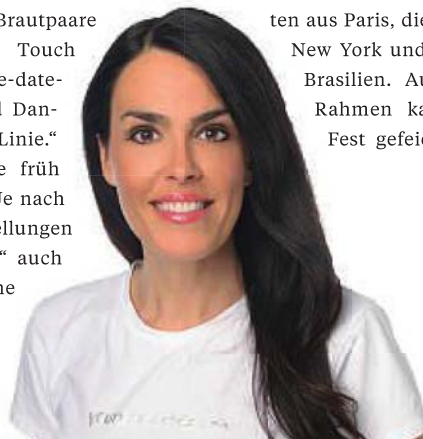 Brautpaare
Touch
e-date-
d Dan-
Linie.“
e früh
Je nach
ellungen
“ auch
ne
ten aus Paris, die
New York und
Brasilien. Au
Rahmen ka
Fest gefeie